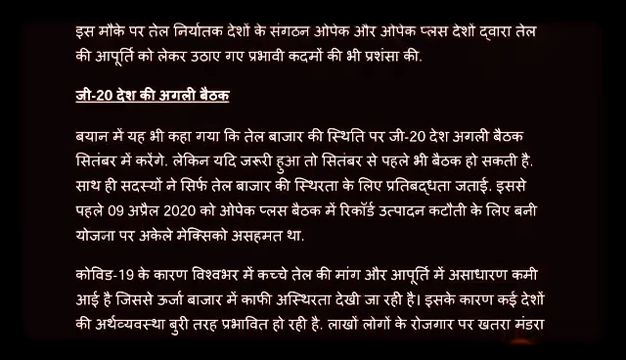 इस मौके पर तेल निर्यातक देशों के संगठन ओपेक और ओपेक प्लस देशों द्वारा तेल
की आपूर्ति को लेकर उठाए गए प्रभावी कदमों की भी प्रशंसा की.
जी-20 देश की अगली बैठक
बयान में यह भी कहा गया कि तेल बाजार की स्थिति पर जी-20 देश अगली बैठक
सितंबर में करेंगे. लेकिन यदि जरूरी हुआ तो सितंबर से पहले भी बैठक हो सकती है.
साथ ही सदस्यों ने सिर्फ तेल बाजार की स्थिरता के लिए प्रतिबद्धता जताई. इससे
पहले 09 अप्रैल 2020 को ओपेक प्लस बैठक में रिकॉर्ड उत्पादन कटौती के लिए बनी
योजना पर अकेले मेक्सिको असहमत था.
कोविड-19 के कारण विश्वभर में कच्चे तेल की मांग और आपूर्ति में असाधारण कमी
आई है जिससे ऊर्जा बाजार में काफी अस्थिरता देखी जा रही है। इसके कारण कई देशों
की अर्थव्यवस्था बुरी तरह प्रभावित हो रही है. लाखों लोगों के रोजगार पर खतरा मंडरा